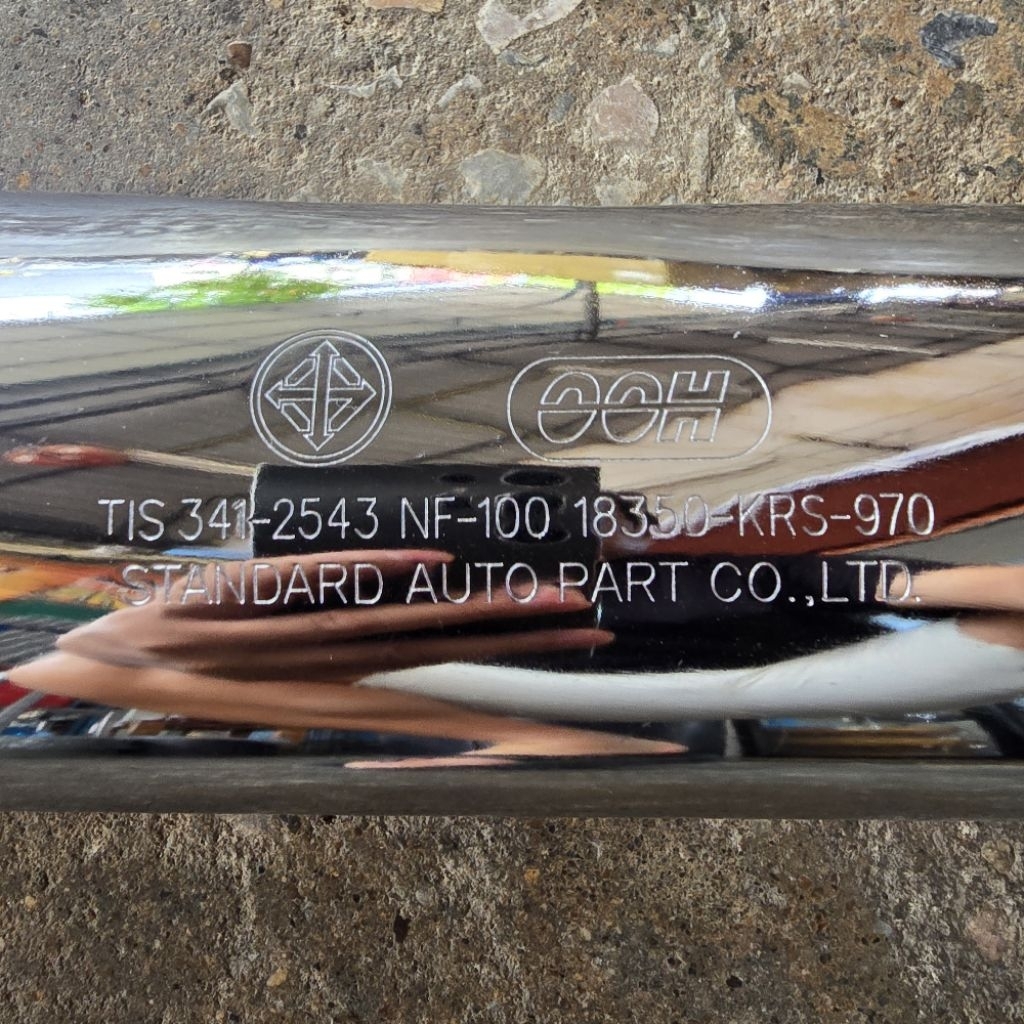 OOH
TIS 341-2543 NF-100 18350-KRS-970
STANDARD AUTO PART CO.,LTD.